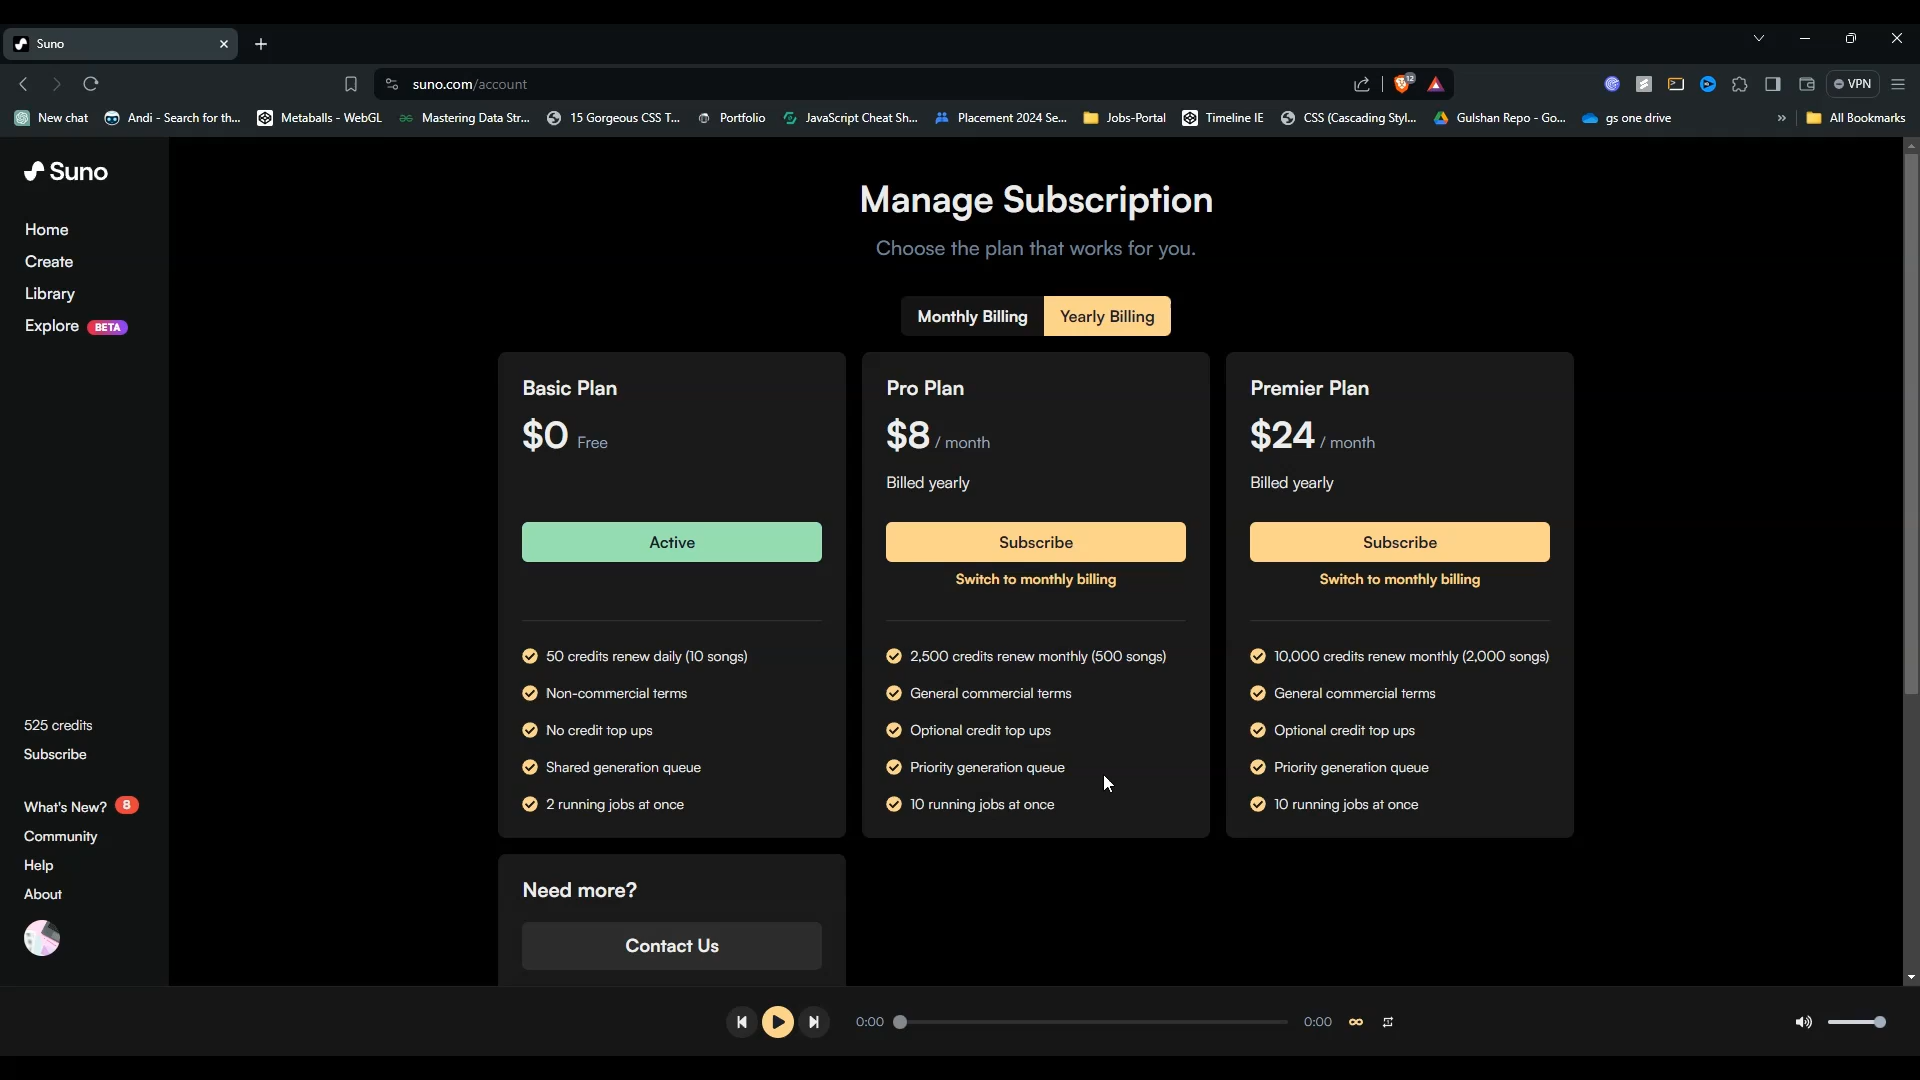 Suno
suno.com/account
12
VPN
New chat
Andi - Search for th...
Metaballs - WebGL
Mastering Data Str...
15 Gorgeous CSS T...
Portfolio
JavaScript Cheat Sh...
Placement 2024 Se...
Jobs-Portal
Timeline IE
CSS (Cascading Styl...
Gulshan Repo - Go...
gs one drive
»
All Bookmarks
Suno
Home
Create
Library
Explore BETA
525 credits
Subscribe
What's New? 8
Community
Help
About
Manage Subscription
Choose the plan that works for you.
Monthly Billing
Yearly Billing
Basic Plan
$0 Free
Active
50 credits renew daily (10 songs)
Non-commercial terms
No credit top ups
Shared generation queue
2 running jobs at once
Pro Plan
$8 / month
Billed yearly
Subscribe
Switch to monthly billing
2,500 credits renew monthly (500 songs)
General commercial terms
Optional credit top ups
Priority generation queue
10 running jobs at once
Premier Plan
$24 / month
Billed yearly
Subscribe
Switch to monthly billing
10,000 credits renew monthly (2,000 songs)
General commercial terms
Optional credit top ups
Priority generation queue
10 running jobs at once
Need more?
Contact Us
0:00
0:00